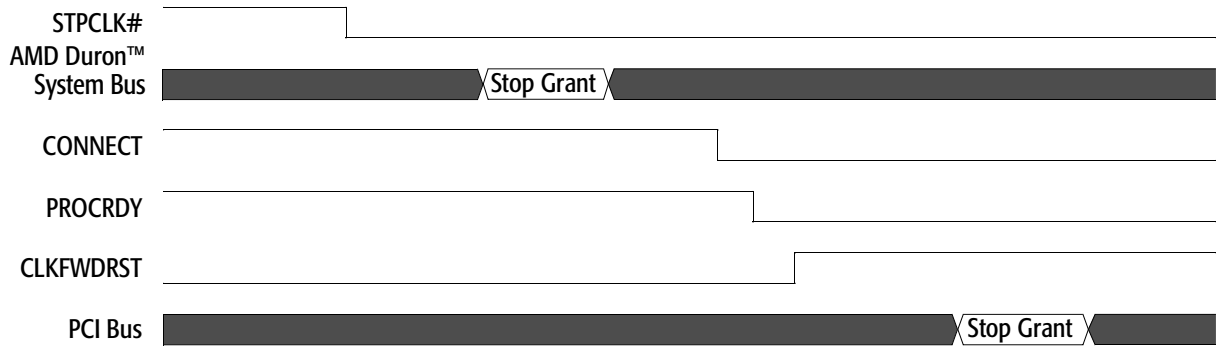 STPCLK#
AMD Duron™
System Bus
Stop Grant
CONNECT
PROCRDY
CLKFWDRST
PCI Bus
Stop Grant